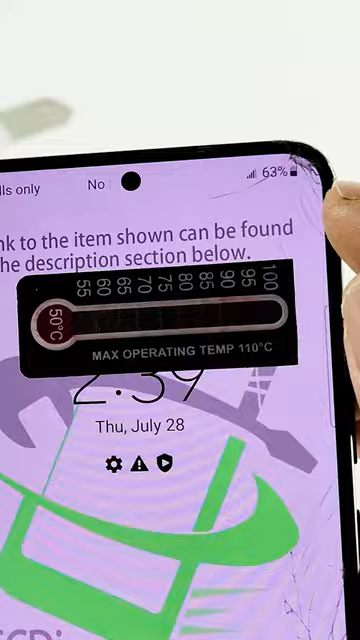 lls only
No
63%
nk to the item shown can be found
he description section below.
50°C 55 60 65 70 75 80 85 90 95 100
MAX OPERATING TEMP 110°C
2:39
Thu, July 28